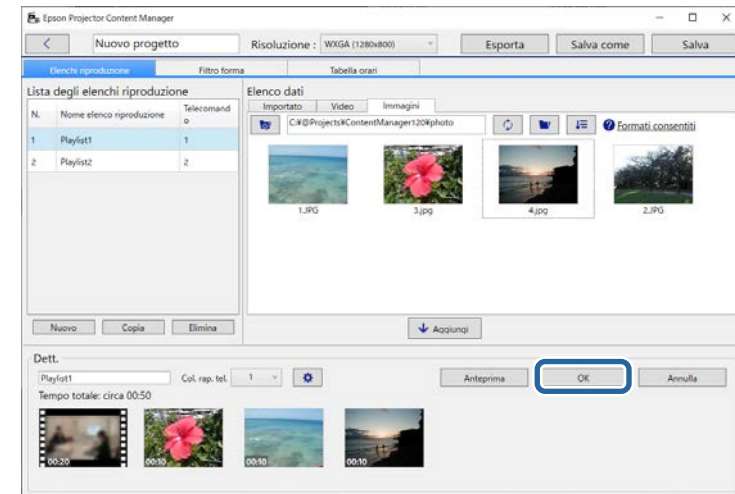 Epson Projector Content Manager
Nuovo progetto
Risoluzione : WXGA (1280x800)
Esporta
Salva come
Salva
Elenchi riproduzione
Filtro forma
Tabella orari
Lista degli elenchi riproduzione
N.
Nome elenco riproduzione
Telecomand
o
1 Playlist1 1
2 Playlist2 2
Nuovo
Copia
Elimina
Elenco dati
Importato
Video
Immagini
C:¥@Projects¥ContentManager120¥photo
Formati consentiti
1.JPG
3.jpg
4.jpg
2.JPG
Aggiungi
Dett.
Playlist1
Col. rap. tel.
1
Anteprima
OK
Annulla
Tempo totale: circa 00:50
00:20
00:10
00:10
00:10